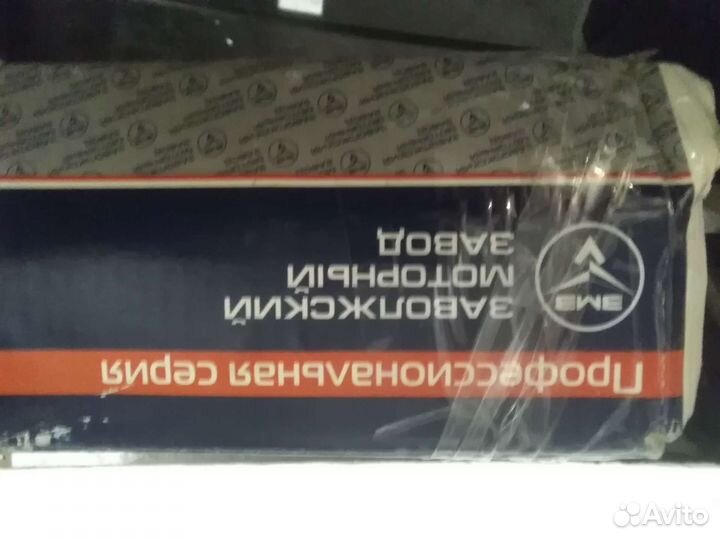 Профессиональная серия
ЗМЗ
ЗАВОЛЖСКИЙ
МОТОРНЫЙ
ЗАВОД
Avito